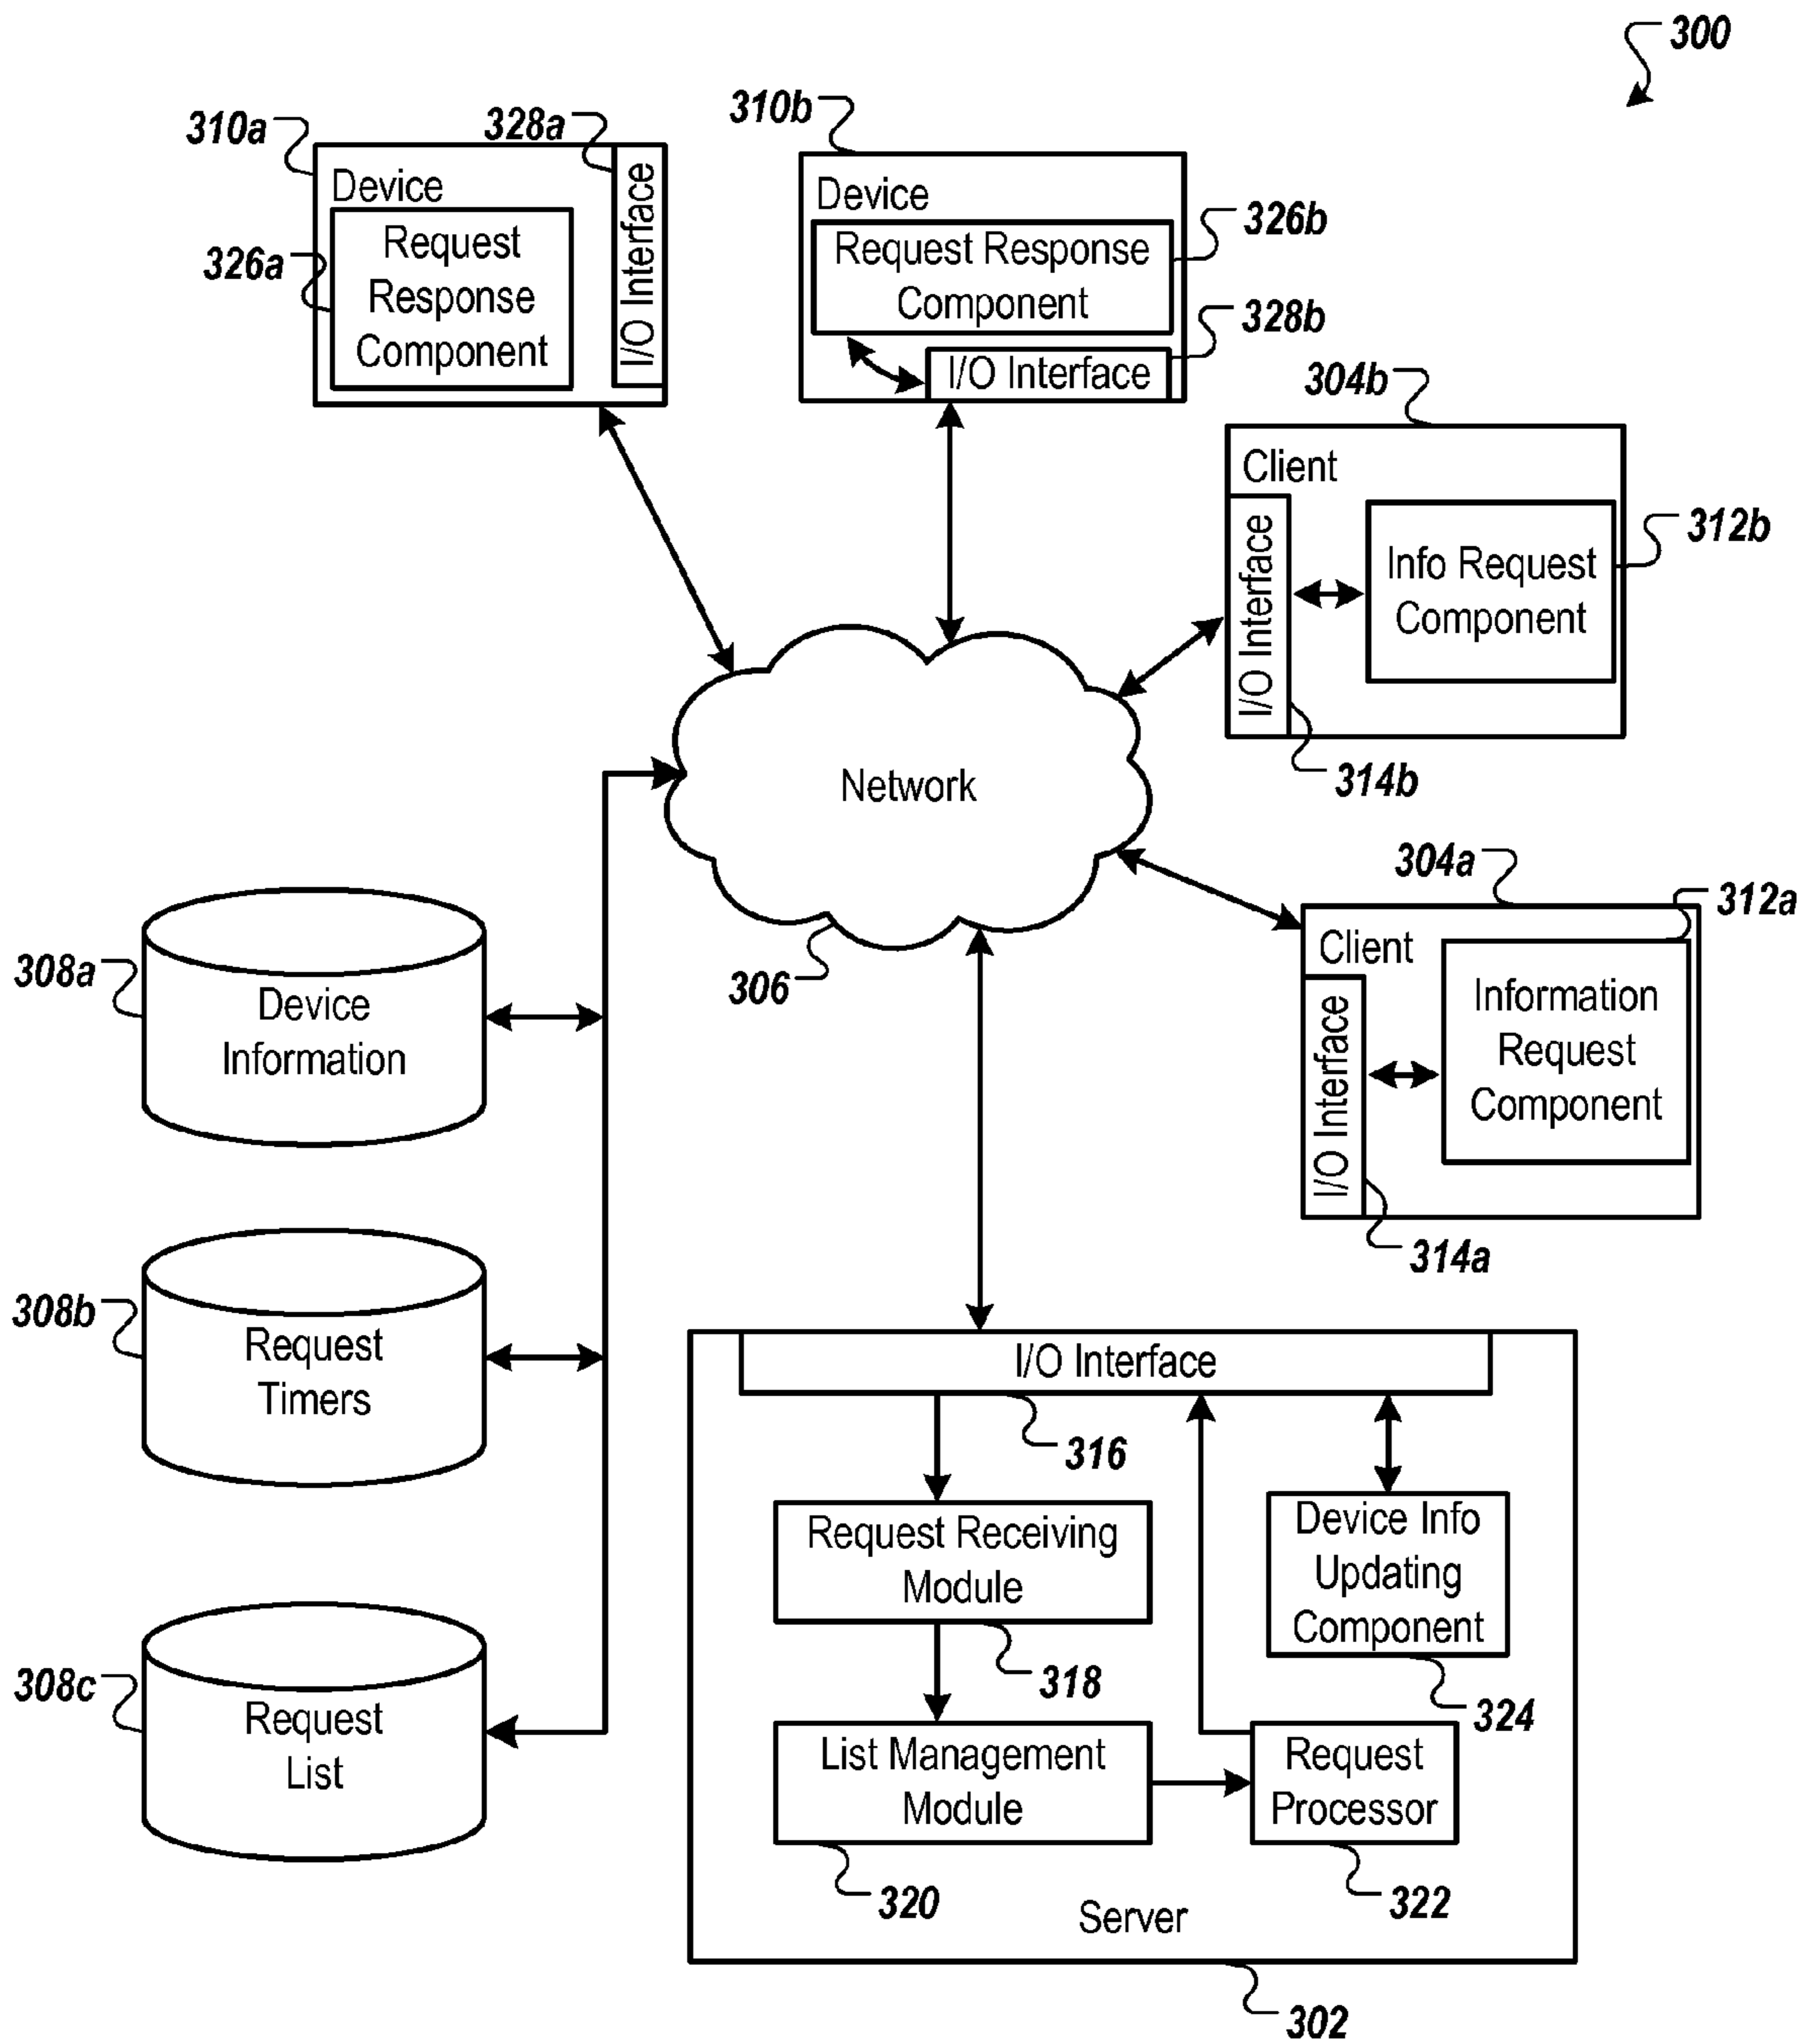 300
310a
328a
310b
Device
Request
Response
Component
I/O Interface
326a
Device
Request Response
Component
I/O Interface
326b
328b
304b
Client
I/O Interface
Info Request
Component
312b
314b
Network
306
304a
312a
Client
I/O Interface
Information
Request
Component
314a
308a
Device
Information
308b
Request
Timers
308c
Request
List
I/O Interface
316
Request Receiving
Module
318
Device Info
Updating
Component
324
List Management
Module
320
Request
Processor
322
Server
302